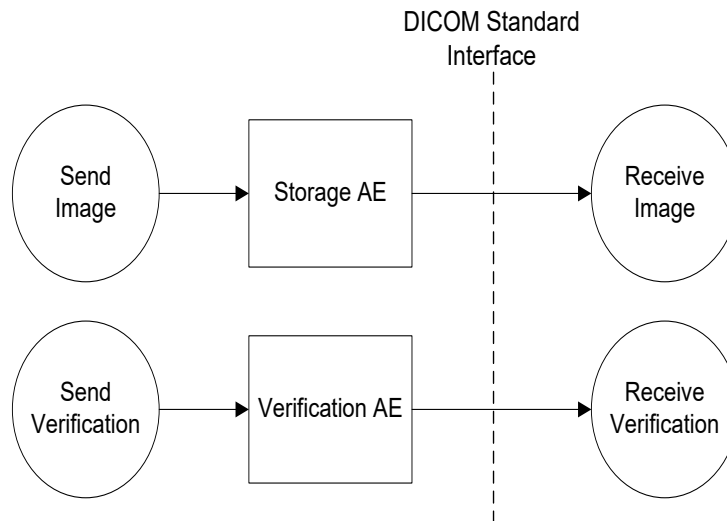 DICOM Standard
Interface
Send
Image
Storage AE
Receive
Image
Send
Verification
Verification AE
Receive
Verification